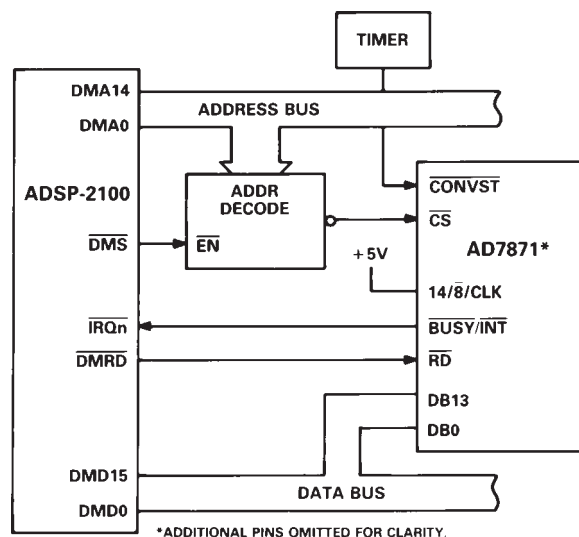 TIMER
DMA14
ADDRESS BUS
DMA0
ADSP-2100
ADDR
DECODE
CONVST
DMS
EN
CS
+5V
AD7871*
14/8/CLK
IRQn
BUSY/INT
DMRD
RD
DB13
DB0
DMD15
DATA BUS
DMD0
*ADDITIONAL PINS OMITTED FOR CLARITY.